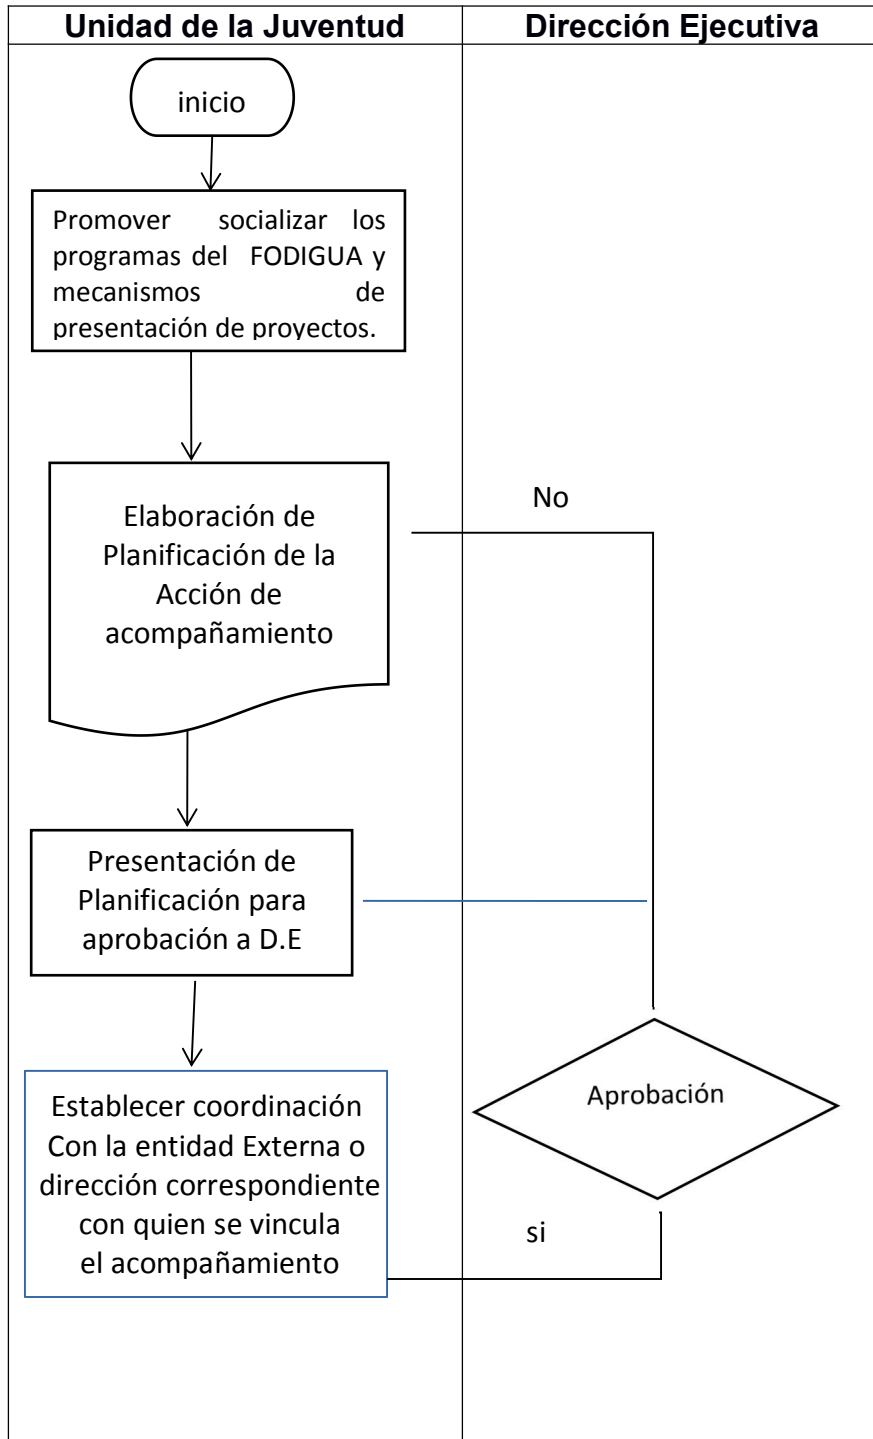 Unidad de la Juventud
Dirección Ejecutiva
inicio
Promover socializar los
programas del FODIGUA y
mecanismos de
presentación de proyectos.
Elaboración de
Planificación de la
Acción de
acompañamiento
No
Presentación de
Planificación para
aprobación a D.E
Aprobación
Establecer coordinación
Con la entidad Externa o
dirección correspondiente
con quien se vincula
el acompañamiento
si